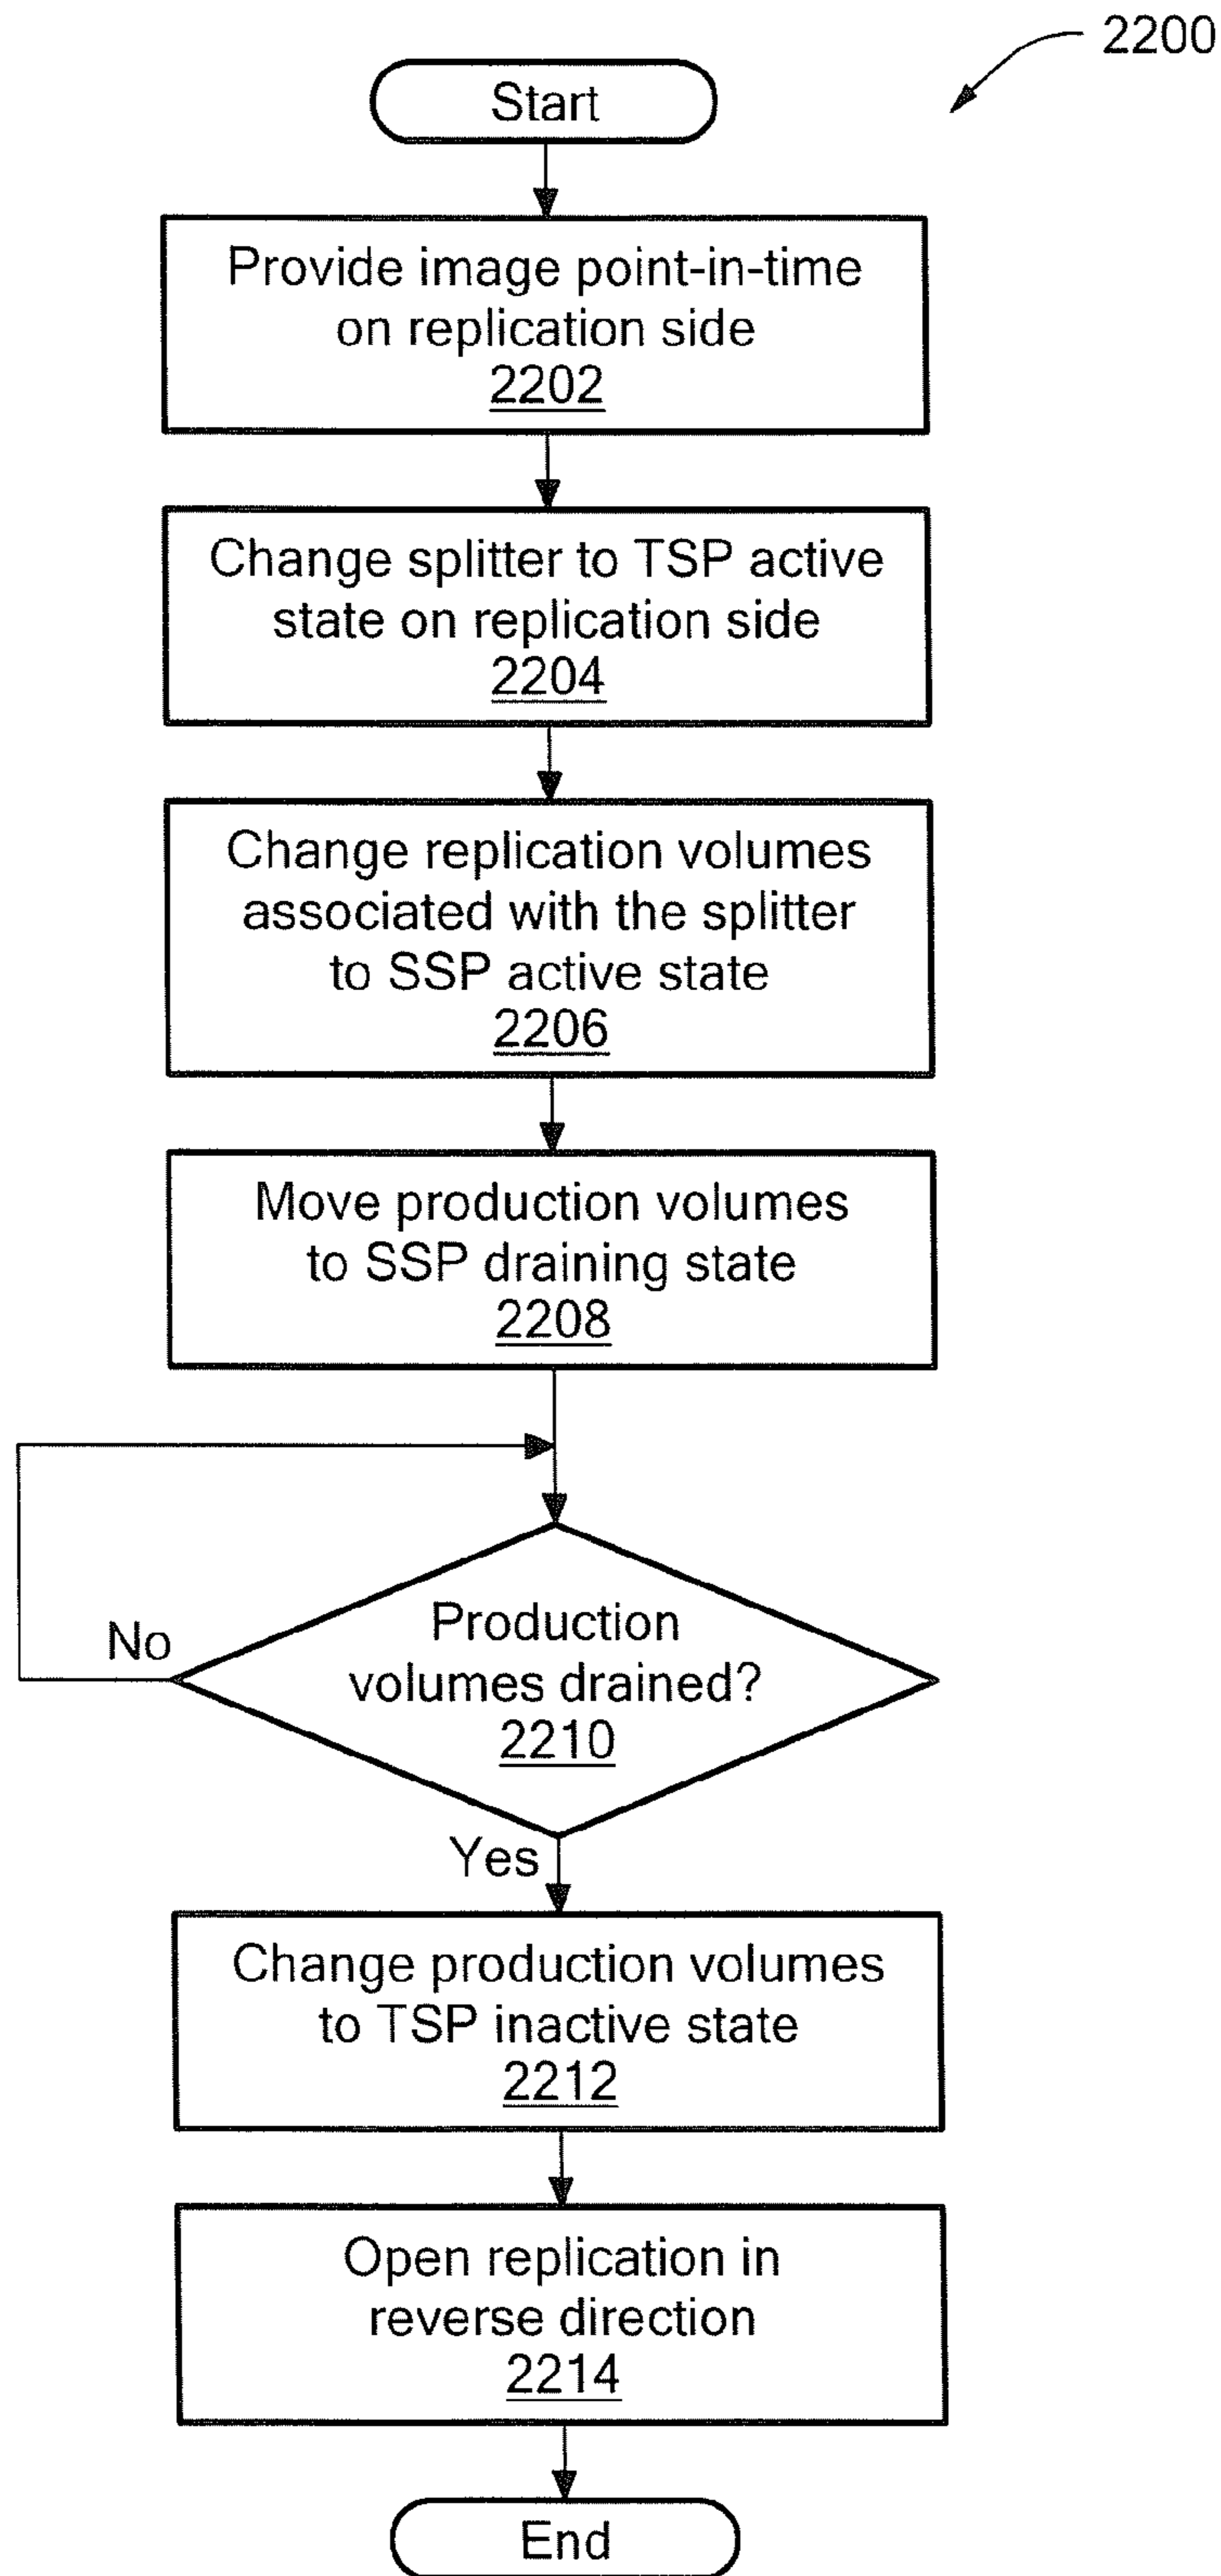 2200
Start
Provide image point-in-time
on replication side
2202
Change splitter to TSP active
state on replication side
2204
Change replication volumes
associated with the splitter
to SSP active state
2206
Move production volumes
to SSP draining state
2208
No
Production
volumes drained?
2210
Yes
Change production volumes
to TSP inactive state
2212
Open replication in
reverse direction
2214
End